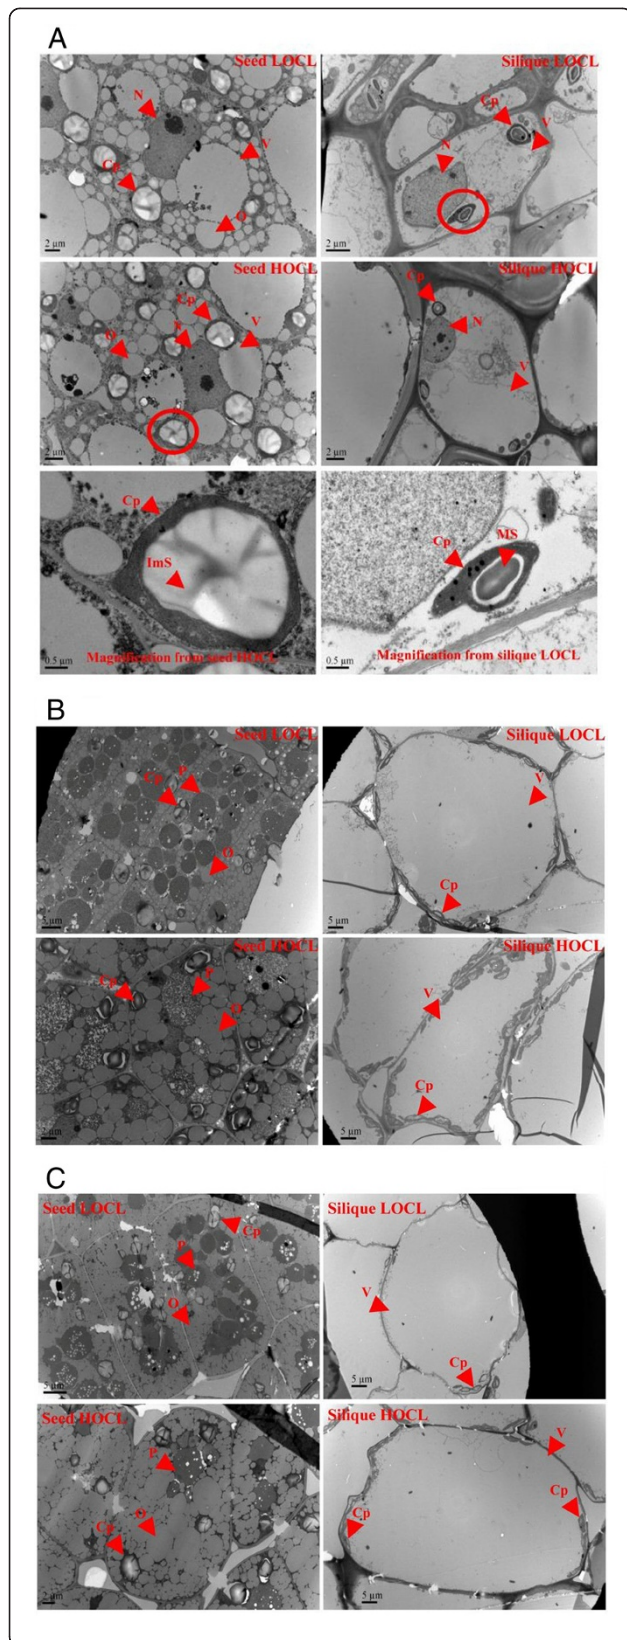 A
Seed LOCL
N
V
Cp
O
2 µm
Silique LOCL
Cp
V
N
2 µm
Seed HOCL
Cp
N
V
O
2 µm
Silique HOCL
Cp
N
V
2 µm
Cp
ImS
Magnification from seed HOCL
0.5 µm
MS
Cp
Magnification from silique LOCL
0.5 µm
B
Seed LOCL
Cp
P
O
5 µm
Silique LOCL
V
Cp
5 µm
Seed HOCL
Cp
P
O
2 µm
Silique HOCL
V
Cp
5 µm
C
Seed LOCL
Cp
P
O
5 µm
Silique LOCL
V
Cp
5 µm
Seed HOCL
P
O
Cp
2 µm
Silique HOCL
V
Cp
Cp
5 µm